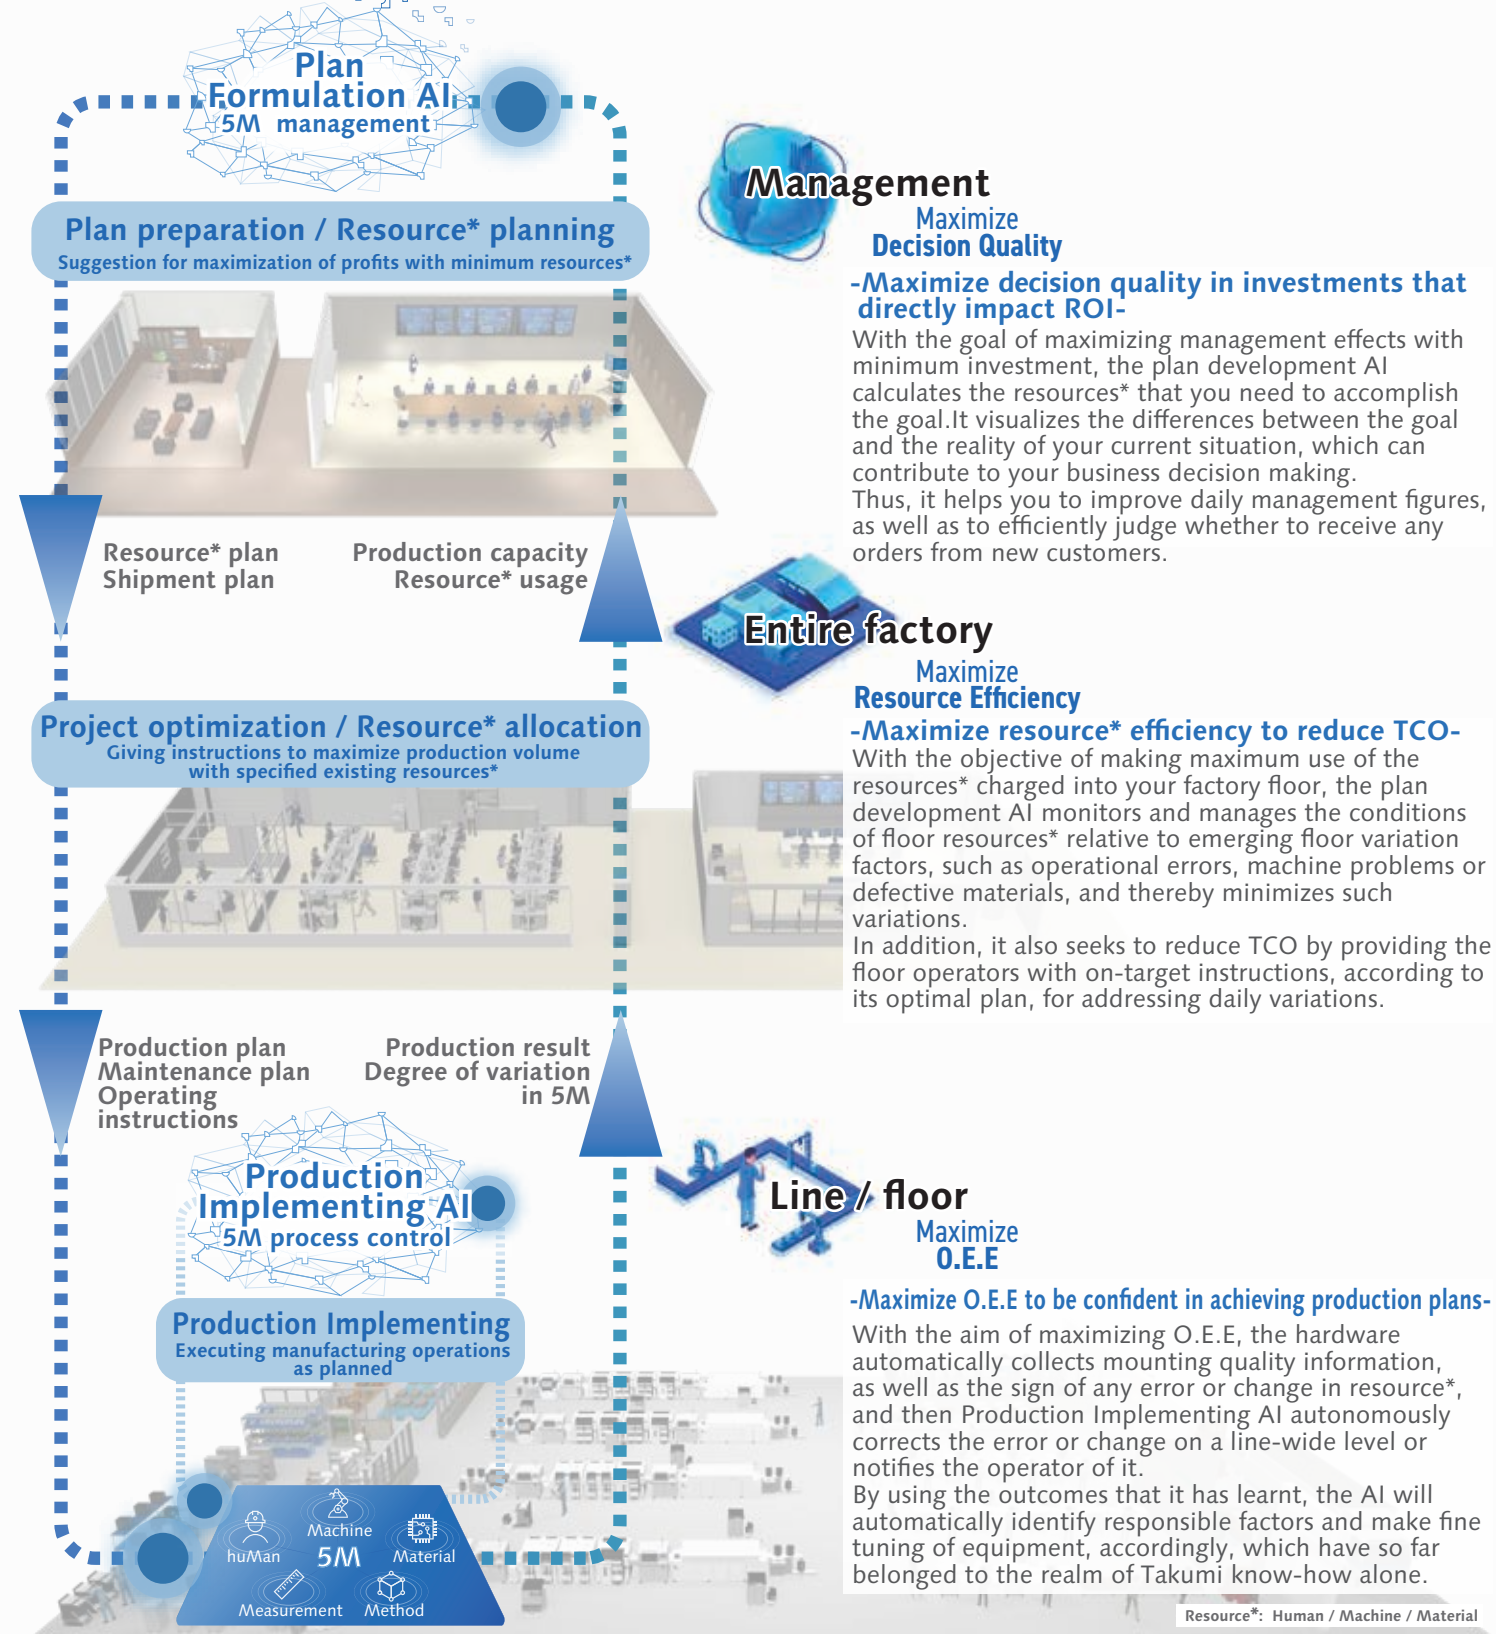 Plan
Formulation AI
5M management
Plan preparation / Resource* planning
Suggestion for maximization of profits with minimum resources*
Management
Maximize
Decision Quality
-Maximize decision quality in investments that
directly impact ROI-
With the goal of maximizing management effects with
minimum investment, the plan development AI
calculates the resources* that you need to accomplish
the goal.It visualizes the differences between the goal
and the reality of your current situation, which can
contribute to your business decision making.
Thus, it helps you to improve daily management figures,
as well as to efficiently judge whether to receive any
orders from new customers.
Resource* plan
Shipment plan
Production capacity
Resource* usage
Entire factory
Maximize
Resource Efficiency
Project optimization / Resource* allocation
Giving instructions to maximize production volume
with specified existing resources*
-Maximize resource* efficiency to reduce TCO-
With the objective of making maximum use of the
resources* charged into your factory floor, the plan
development AI monitors and manages the conditions
of floor resources* relative to emerging floor variation
factors, such as operational errors, machine problems or
defective materials, and thereby minimizes such
variations.
In addition, it also seeks to reduce TCO by providing the
floor operators with on-target instructions, according to
its optimal plan, for addressing daily variations.
Production plan
Maintenance plan
Operating
instructions
Production result
Degree of variation
in 5M
Production
Implementing AI
5M process control
Line / floor
Maximize
O.E.E
Production Implementing
Executing manufacturing operations
as planned
-Maximize O.E.E to be confident in achieving production plans-
With the aim of maximizing O.E.E, the hardware
automatically collects mounting quality information,
as well as the sign of any error or change in resource*,
and then Production Implementing AI autonomously
corrects the error or change on a line-wide level or
notifies the operator of it.
By using the outcomes that it has learnt, the AI will
automatically identify responsible factors and make fine
tuning of equipment, accordingly, which have so far
belonged to the realm of Takumi know-how alone.
Machine
huMan
5M
Material
Measurement
Method
Resource*: Human / Machine / Material